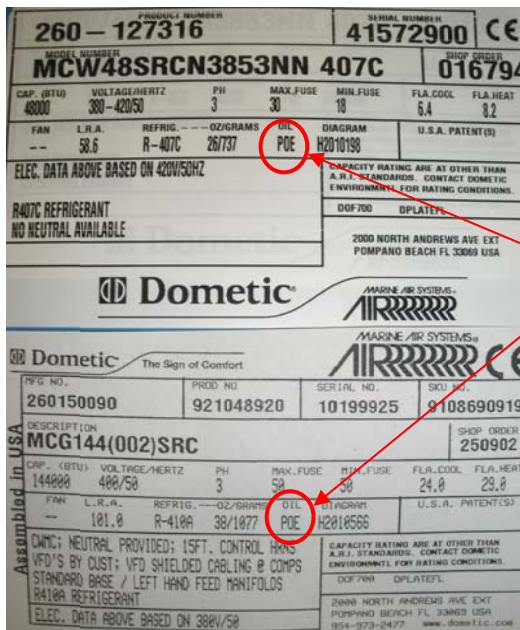 PRODUCT NUMBER SERIAL NUMBER
260-127316 41572900 CE
MODEL NUMBER SHOP ORDER
MCW48SRCN3853NN 407C 016794
CAP. (BTU) VOLTAGE/HERTZ PH MAX.FUSE MIN.FUSE FLA.COOL FLA.HEAT
48000 380-420/50 3 30 18 6.4 8.2
FAN L.R.A. REFRIG.----OZ/GRAMS OIL DIAGRAM U.S.A. PATENT(S)
-- 58.6 R-407C 26/737 POE H2010198
ELEC. DATA ABOVE BASED ON 420V/50HZ
R407C REFRIGERANT
NO NEUTRAL AVAILABLE
CAPACITY RATING ARE AT OTHER THAN
A.R.I. STANDARDS. CONTACT DOMETIC
ENVIRONMNTL FOR RATING CONDITIONS.
DOF700 DPLATEFL
2000 NORTH ANDREWS AVE EXT
POMPANO BEACH FL 33069 USA
Dometic
MARINE AIR SYSTEMS
AIR
MARINE AIR SYSTEMS
AIR CE
Dometic The Sign of Comfort
MFG NO. PROD NO SERIAL NO. SKU NO.
260150090 921048920 10199925 9108690919
DESCRIPTION SHOP ORDER
MCG144(002)SRC 250902
CAP. (BTU) VOLTAGE/HERTZ PH MAX.FUSE MIN.FUSE FLA.COOL FLA.HEAT
144000 400/50 3 50 50 24.0 29.0
FAN L.R.A. REFRIG----OZ/GRAMS OIL DIAGRAM U.S.A. PATENT(S)
-- 101.0 R-410A 38/1077 POE H2010566
CWMC; NEUTRAL PROVIDED; 15FT. CONTROL HRNS
VFD'S BY CUST; VFD SHIELDED CABLING @ COMPS
STANDARD BASE / LEFT HAND FEED MANIFOLDS
R410A REFRIGERANT
ELEC. DATA ABOVE BASED ON 380V/50
CAPACITY RATING ARE AT OTHER THAN
A.R.I. STANDARDS. CONTACT DOMETIC
ENVIRONMNTL FOR RATING CONDITIONS.
DOF700 DPLATEFL
2000 NORTH ANDREWS AVE EXT
POMPANO BEACH FL 33069 USA
954-973-2477 www.dometic.com
Assembled in USA